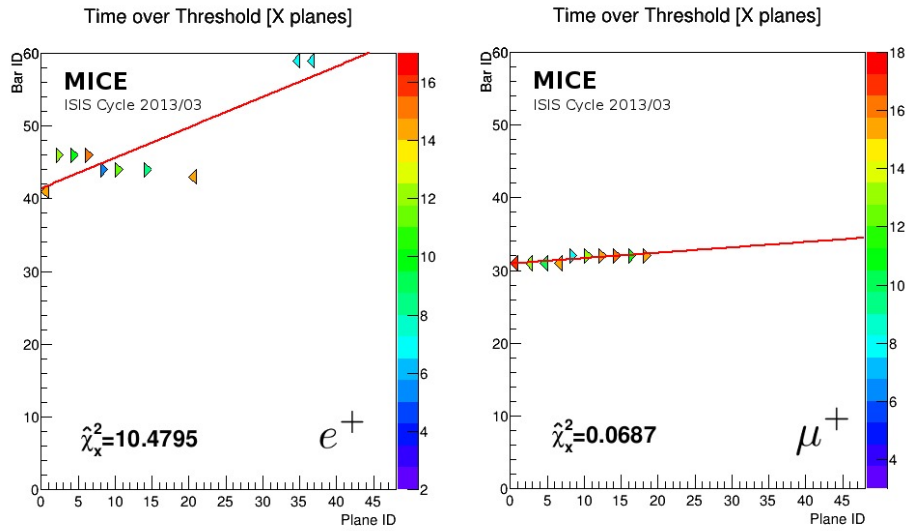 Time over Threshold [X planes]
Bar ID
60
50
40
30
20
10
0
MICE
ISIS Cycle 2013/03
χ̂²ₓ=10.4795
e⁺
0 5 10 15 20 25 30 35 40 45
Plane ID
16
14
12
10
8
6
4
2
Time over Threshold [X planes]
Bar ID
60
50
40
30
20
10
0
MICE
ISIS Cycle 2013/03
χ̂²ₓ=0.0687
μ⁺
0 5 10 15 20 25 30 35 40 45
Plane ID
18
16
14
12
10
8
6
4